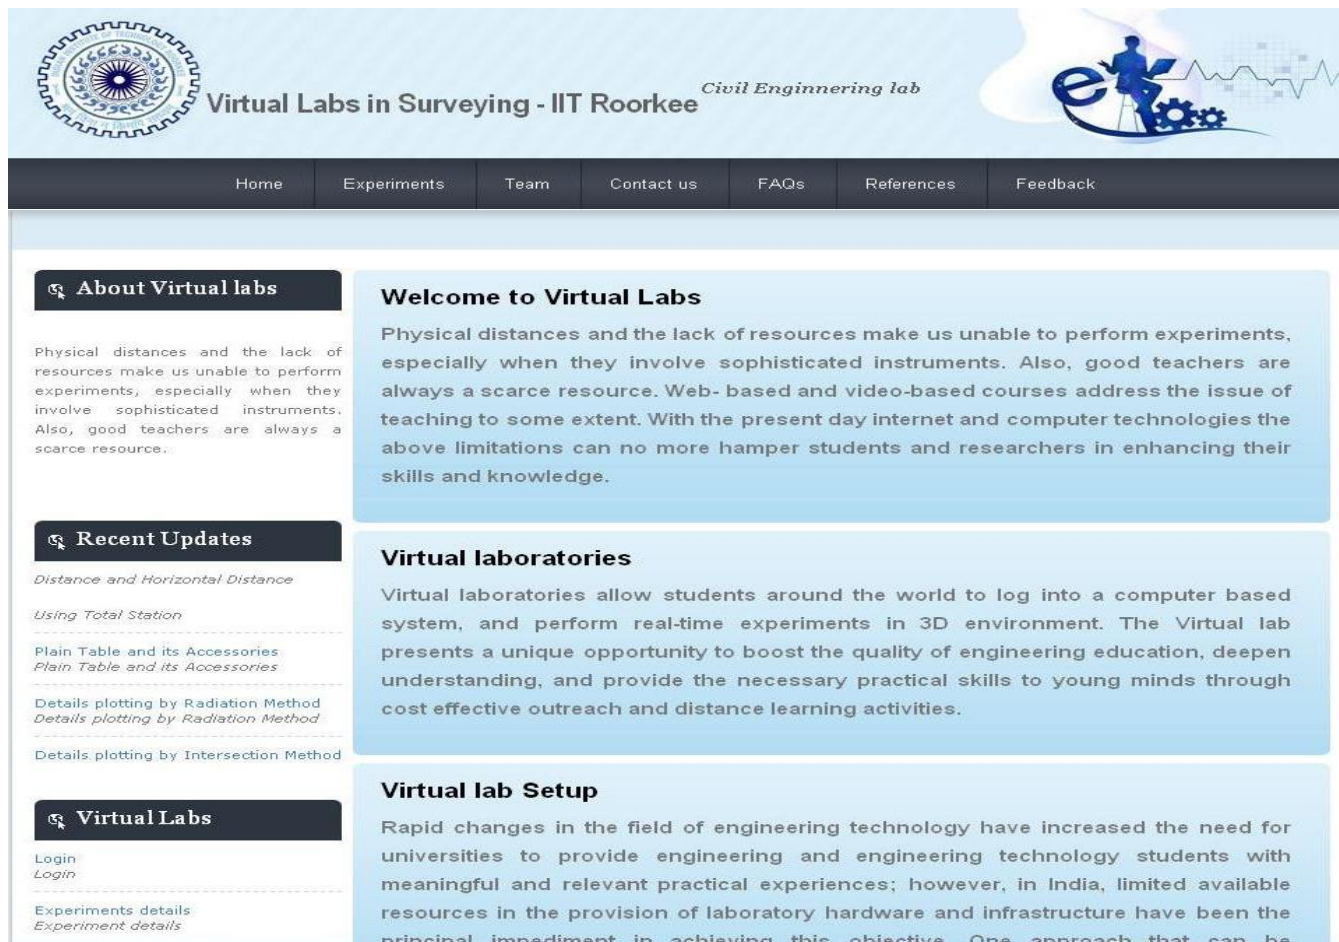 Virtual Labs in Surveying - IIT Roorkee
Civil Enginnering lab
Home Experiments Team Contact us FAQs References Feedback
About Virtual labs
Physical distances and the lack of
resources make us unable to perform
experiments, especially when they
involve sophisticated instruments.
Also, good teachers are always a
scarce resource.
Recent Updates
Distance and Horizontal Distance
Using Total Station
Plain Table and its Accessories
Plain Table and its Accessories
Details plotting by Radiation Method
Details plotting by Radiation Method
Details plotting by Intersection Method
Virtual Labs
Login
Login
Experiments details
Experiment details
Welcome to Virtual Labs
Physical distances and the lack of resources make us unable to perform experiments,
especially when they involve sophisticated instruments. Also, good teachers are
always a scarce resource. Web- based and video-based courses address the issue of
teaching to some extent. With the present day internet and computer technologies the
above limitations can no more hamper students and researchers in enhancing their
skills and knowledge.
Virtual laboratories
Virtual laboratories allow students around the world to log into a computer based
system, and perform real-time experiments in 3D environment. The Virtual lab
presents a unique opportunity to boost the quality of engineering education, deepen
understanding, and provide the necessary practical skills to young minds through
cost effective outreach and distance learning activities.
Virtual lab Setup
Rapid changes in the field of engineering technology have increased the need for
universities to provide engineering and engineering technology students with
meaningful and relevant practical experiences; however, in India, limited available
resources in the provision of laboratory hardware and infrastructure have been the
principal impediment in achieving this objective. One approach that can be